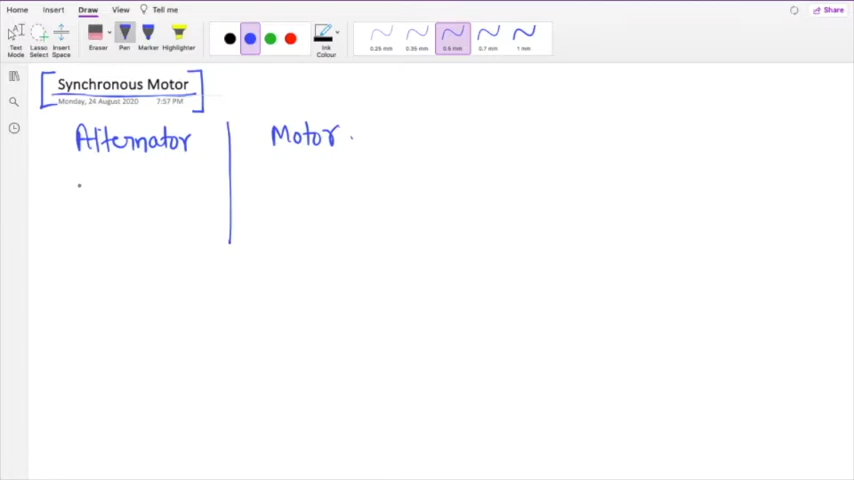 Home Insert Draw View Tell me Share
Text Mode Lasso Select Insert Space Eraser Pen Marker Highlighter Ink Colour 0.25 mm 0.35 mm 0.5 mm 0.7 mm 1 mm
Synchronous Motor
Monday, 24 August 2020 7:57 PM
Alternator Motor